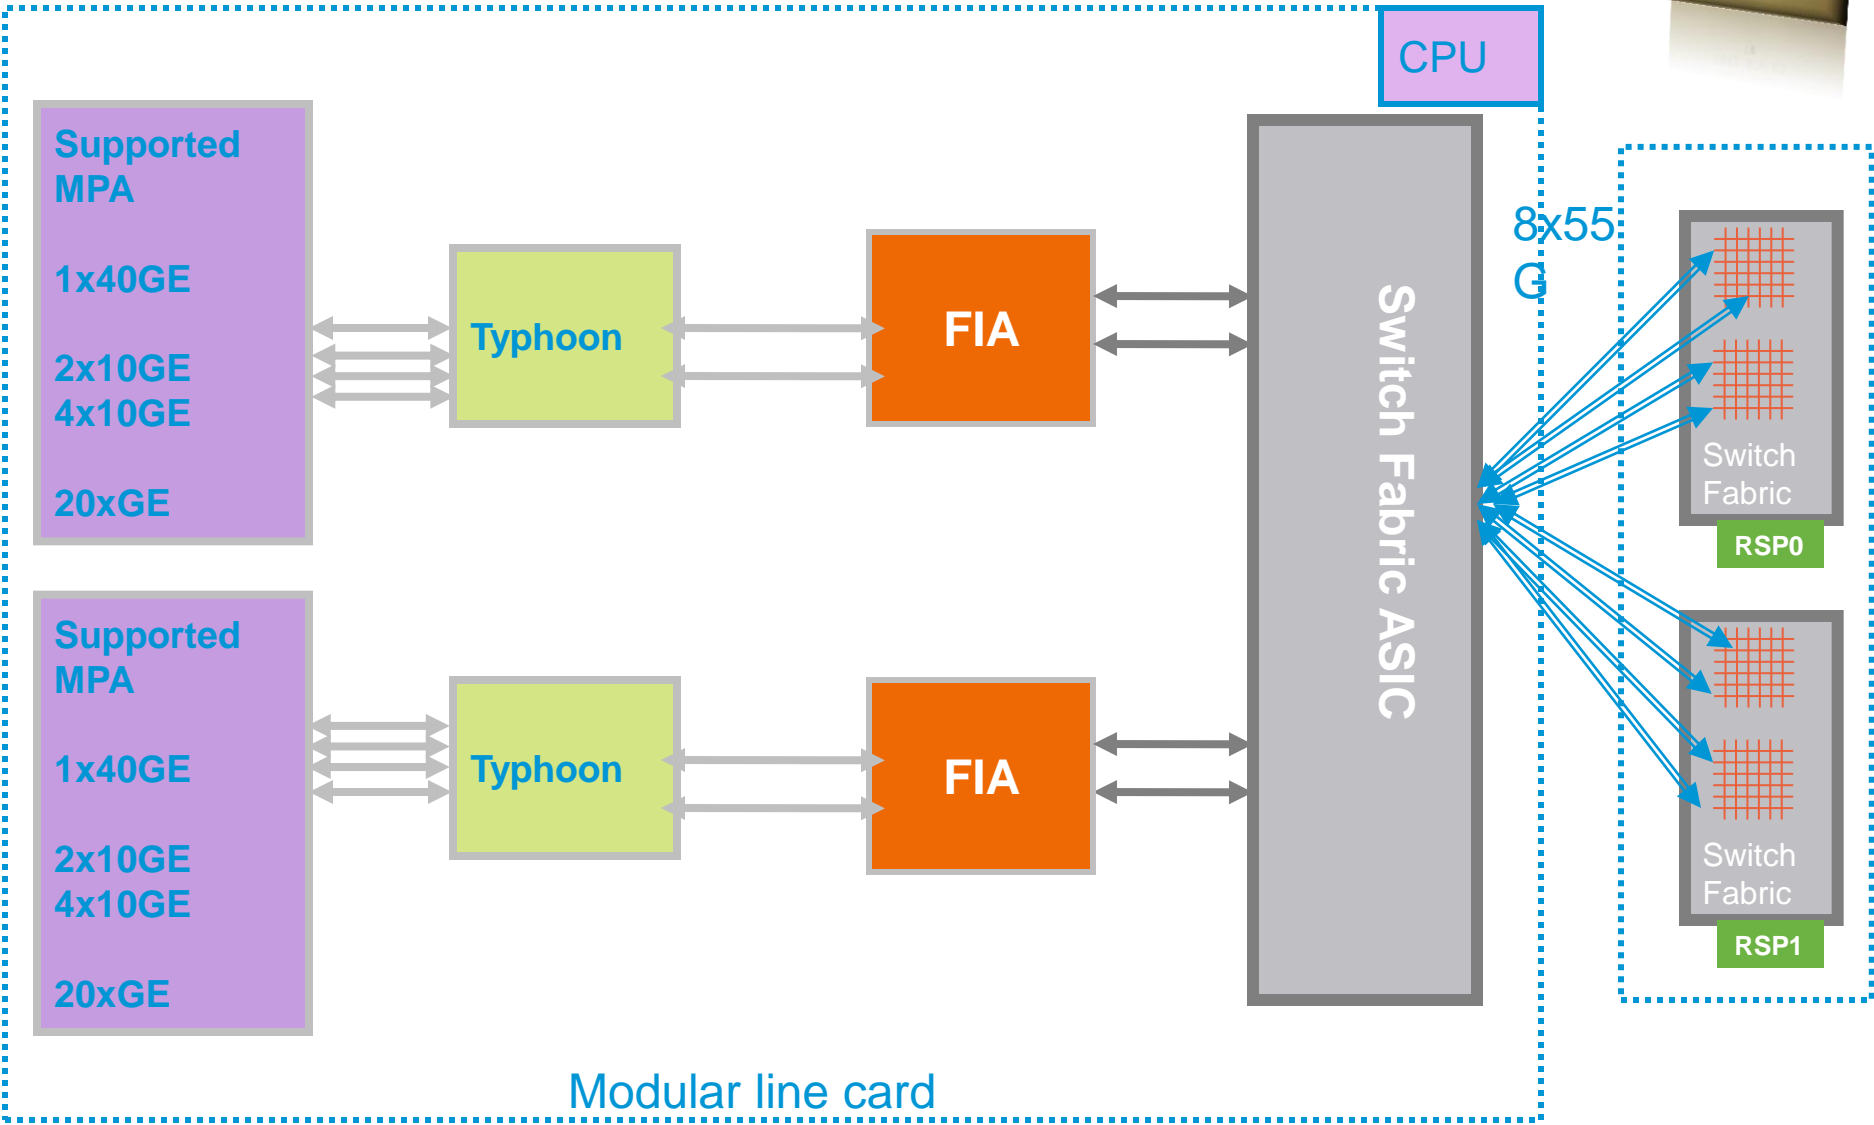 CPU
Supported
MPA
1x40GE
2x10GE
4x10GE
20xGE
Typhoon
FIA
Switch Fabric ASIC
8x55
G
Switch
Fabric
RSP0
Supported
MPA
1x40GE
2x10GE
4x10GE
20xGE
Typhoon
FIA
Switch
Fabric
RSP1
Modular line card